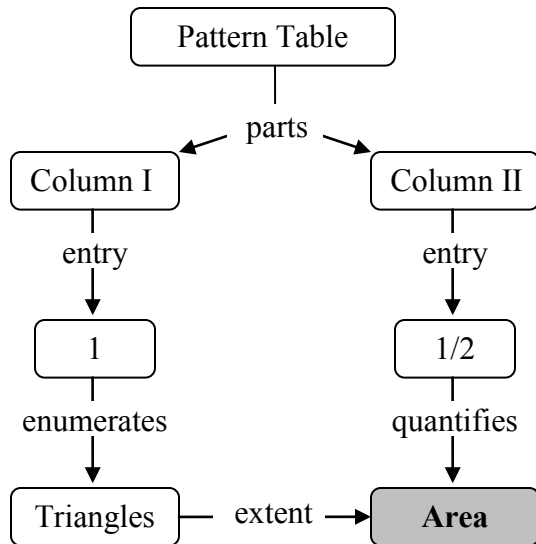 Pattern Table
parts
Column I
Column II
entry
entry
1
1/2
enumerates
quantifies
Triangles
extent
Area